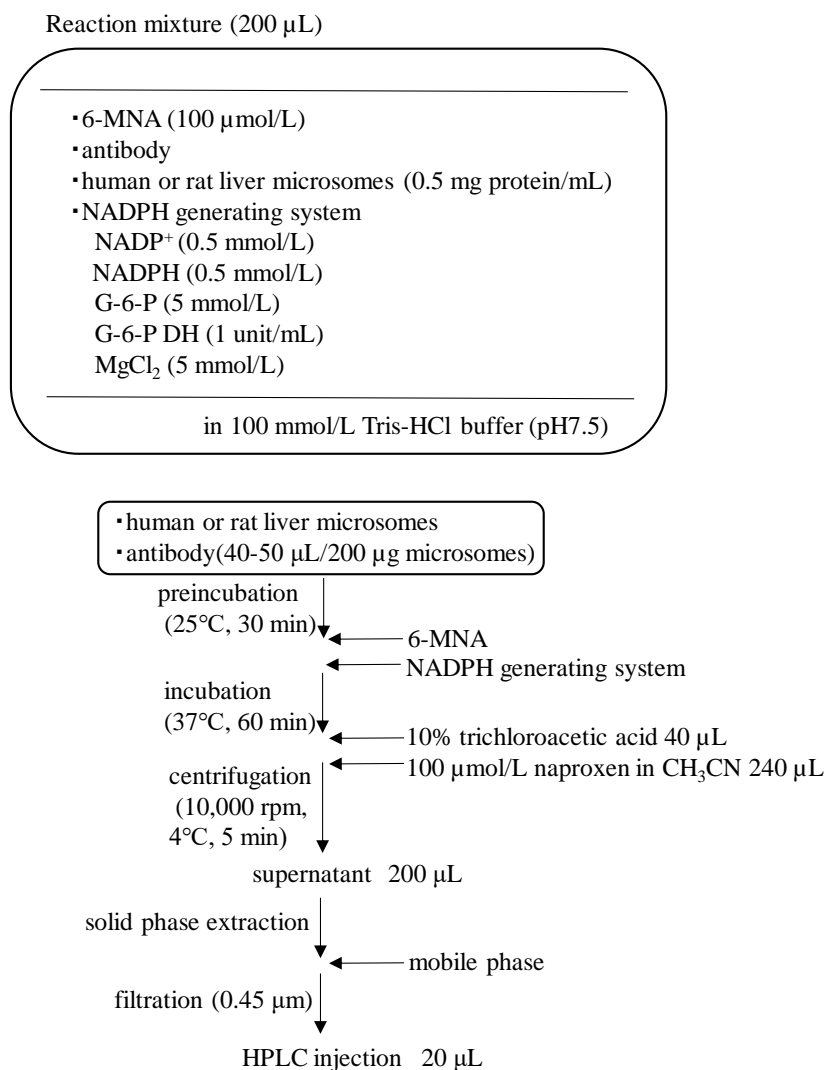 Reaction mixture (200 μL)
・6-MNA (100 μmol/L)
・antibody
・human or rat liver microsomes (0.5 mg protein/mL)
・NADPH generating system
NADP⁺ (0.5 mmol/L)
NADPH (0.5 mmol/L)
G-6-P (5 mmol/L)
G-6-P DH (1 unit/mL)
MgCl₂ (5 mmol/L)
in 100 mmol/L Tris-HCl buffer (pH7.5)
・human or rat liver microsomes
・antibody(40-50 μL/200 μg microsomes)
preincubation
(25°C, 30 min)
6-MNA
NADPH generating system
incubation
(37°C, 60 min)
10% trichloroacetic acid 40 μL
100 μmol/L naproxen in CH₃CN 240 μL
centrifugation
(10,000 rpm,
4°C, 5 min)
supernatant 200 μL
solid phase extraction
mobile phase
filtration (0.45 μm)
HPLC injection 20 μL